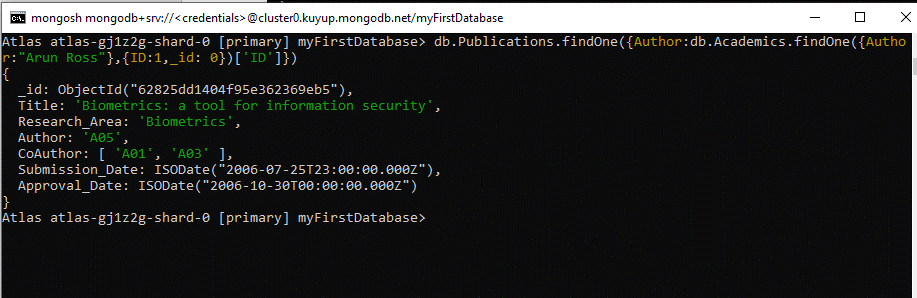 mongosh mongodb+srv://<credentials>@cluster0.kuyup.mongodb.net/myFirstDatabase
Atlas atlas-gj1z2g-shard-0 [primary] myFirstDatabase> db.Publications.findOne({Author:db.Academics.findOne({Autho
r:"Arun Ross"},{ID:1,_id: 0})['ID']})
{
  _id: ObjectId("62825dd1404f95e362369eb5"),
  Title: 'Biometrics: a tool for information security',
  Research_Area: 'Biometrics',
  Author: 'A05',
  CoAuthor: [ 'A01', 'A03' ],
  Submission_Date: ISODate("2006-07-25T23:00:00.000Z"),
  Approval_Date: ISODate("2006-10-30T00:00:00.000Z")
}
Atlas atlas-gj1z2g-shard-0 [primary] myFirstDatabase>